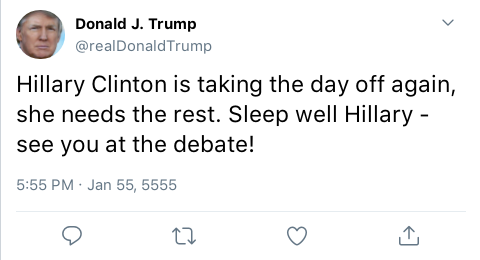 Donald J. Trump
@realDonaldTrump
Hillary Clinton is taking the day off again,
she needs the rest. Sleep well Hillary -
see you at the debate!
5:55 PM · Jan 55, 5555